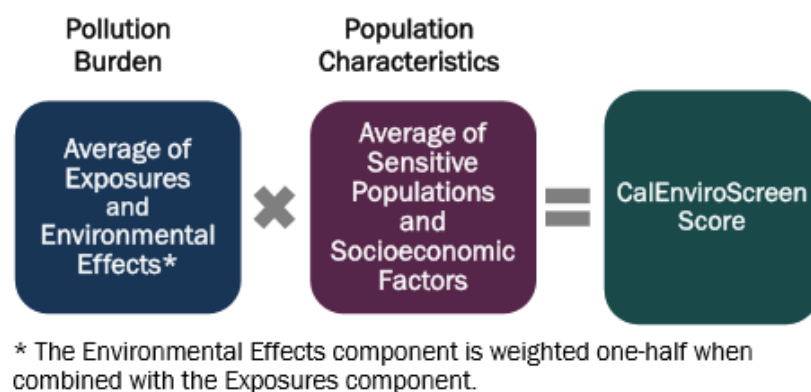 Pollution
Burden
Population
Characteristics
Average of
Exposures
and
Environmental
Effects*
Average of
Sensitive
Populations
and
Socioeconomic
Factors
CalEnviroScreen
Score
* The Environmental Effects component is weighted one-half when
combined with the Exposures component.